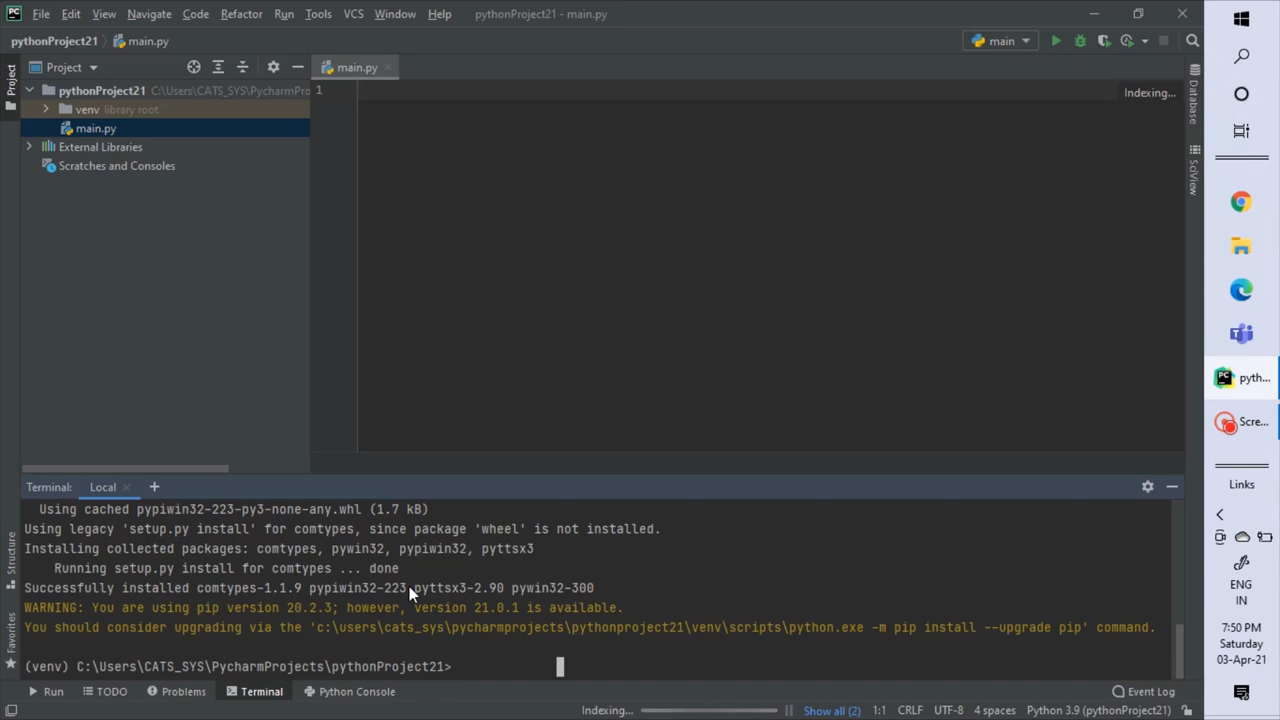 PC File Edit View Navigate Code Refactor Run Tools VCS Window Help pythonProject21 - main.py
pythonProject21 main.py
main
Project
main.py
Project
pythonProject21 C:\Users\CATS_SYS\PycharmPro
venv library root
main.py
External Libraries
Scratches and Consoles
1
Indexing...
Database
SciView
Structure
Favorites
Terminal: Local
Using cached pypiwin32-223-py3-none-any.whl (1.7 kB)
Using legacy 'setup.py install' for comtypes, since package 'wheel' is not installed.
Installing collected packages: comtypes, pywin32, pypiwin32, pyttsx3
Running setup.py install for comtypes ... done
Successfully installed comtypes-1.1.9 pypiwin32-223 pyttsx3-2.90 pywin32-300
WARNING: You are using pip version 20.2.3; however, version 21.0.1 is available.
You should consider upgrading via the 'c:\users\cats_sys\pycharmprojects\pythonproject21\venv\scripts\python.exe -m pip install --upgrade pip' command.
(venv) C:\Users\CATS_SYS\PycharmProjects\pythonProject21>
Run TODO Problems Terminal Python Console Event Log
Indexing... Show all (2) 1:1 CRLF UTF-8 4 spaces Python 3.9 (pythonProject21)
PC pyth...
Scre...
Links
ENG
IN
7:50 PM
Saturday
03-Apr-21